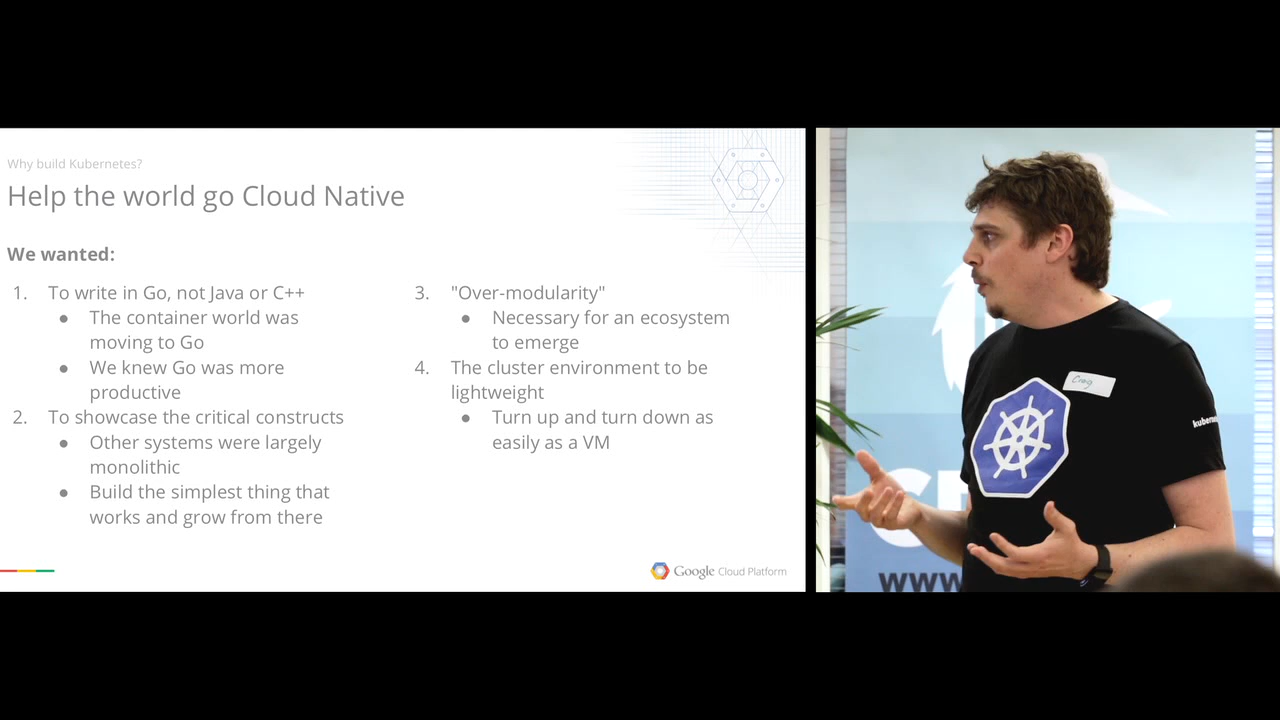 Why build Kubernetes?
Help the world go Cloud Native
We wanted:
1. To write in Go, not Java or C++
● The container world was
moving to Go
● We knew Go was more
productive
2. To showcase the critical constructs
● Other systems were largely
monolithic
● Build the simplest thing that
works and grow from there
3. "Over-modularity"
● Necessary for an ecosystem
to emerge
4. The cluster environment to be
lightweight
● Turn up and turn down as
easily as a VM
Google Cloud Platform
Craig
www